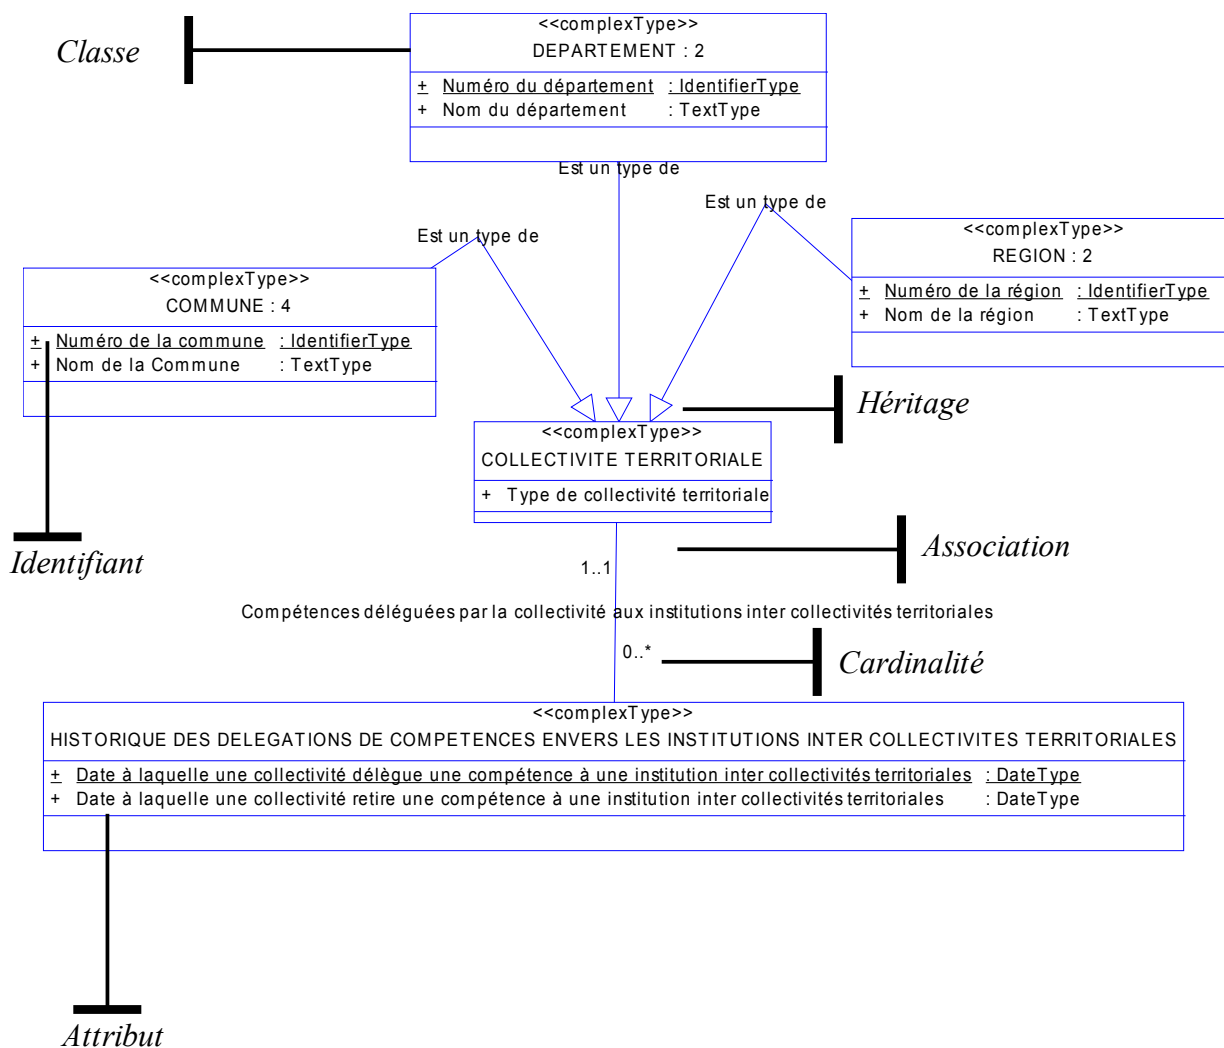 Classe
<<complexType>>
DEPARTEMENT : 2
+ Numéro du département : IdentifierType
+ Nom du département : TextType
Est un type de
Est un type de
Est un type de
<<complexType>>
REGION : 2
+ Numéro de la région : IdentifierType
+ Nom de la région : TextType
<<complexType>>
COMMUNE : 4
+ Numéro de la commune : IdentifierType
+ Nom de la Commune : TextType
Héritage
<<complexType>>
COLLECTIVITE TERRITORIALE
+ Type de collectivité territoriale
Identifiant
Association
1..1
Compétences déléguées par la collectivité aux institutions inter collectivités territoriales
0..*
Cardinalité
<<complexType>>
HISTORIQUE DES DELEGATIONS DE COMPETENCES ENVERS LES INSTITUTIONS INTER COLLECTIVITES TERRITORIALES
+ Date à laquelle une collectivité délègue une compétence à une institution inter collectivités territoriales : DateType
+ Date à laquelle une collectivité retire une compétence à une institution inter collectivités territoriales : DateType
Attribut